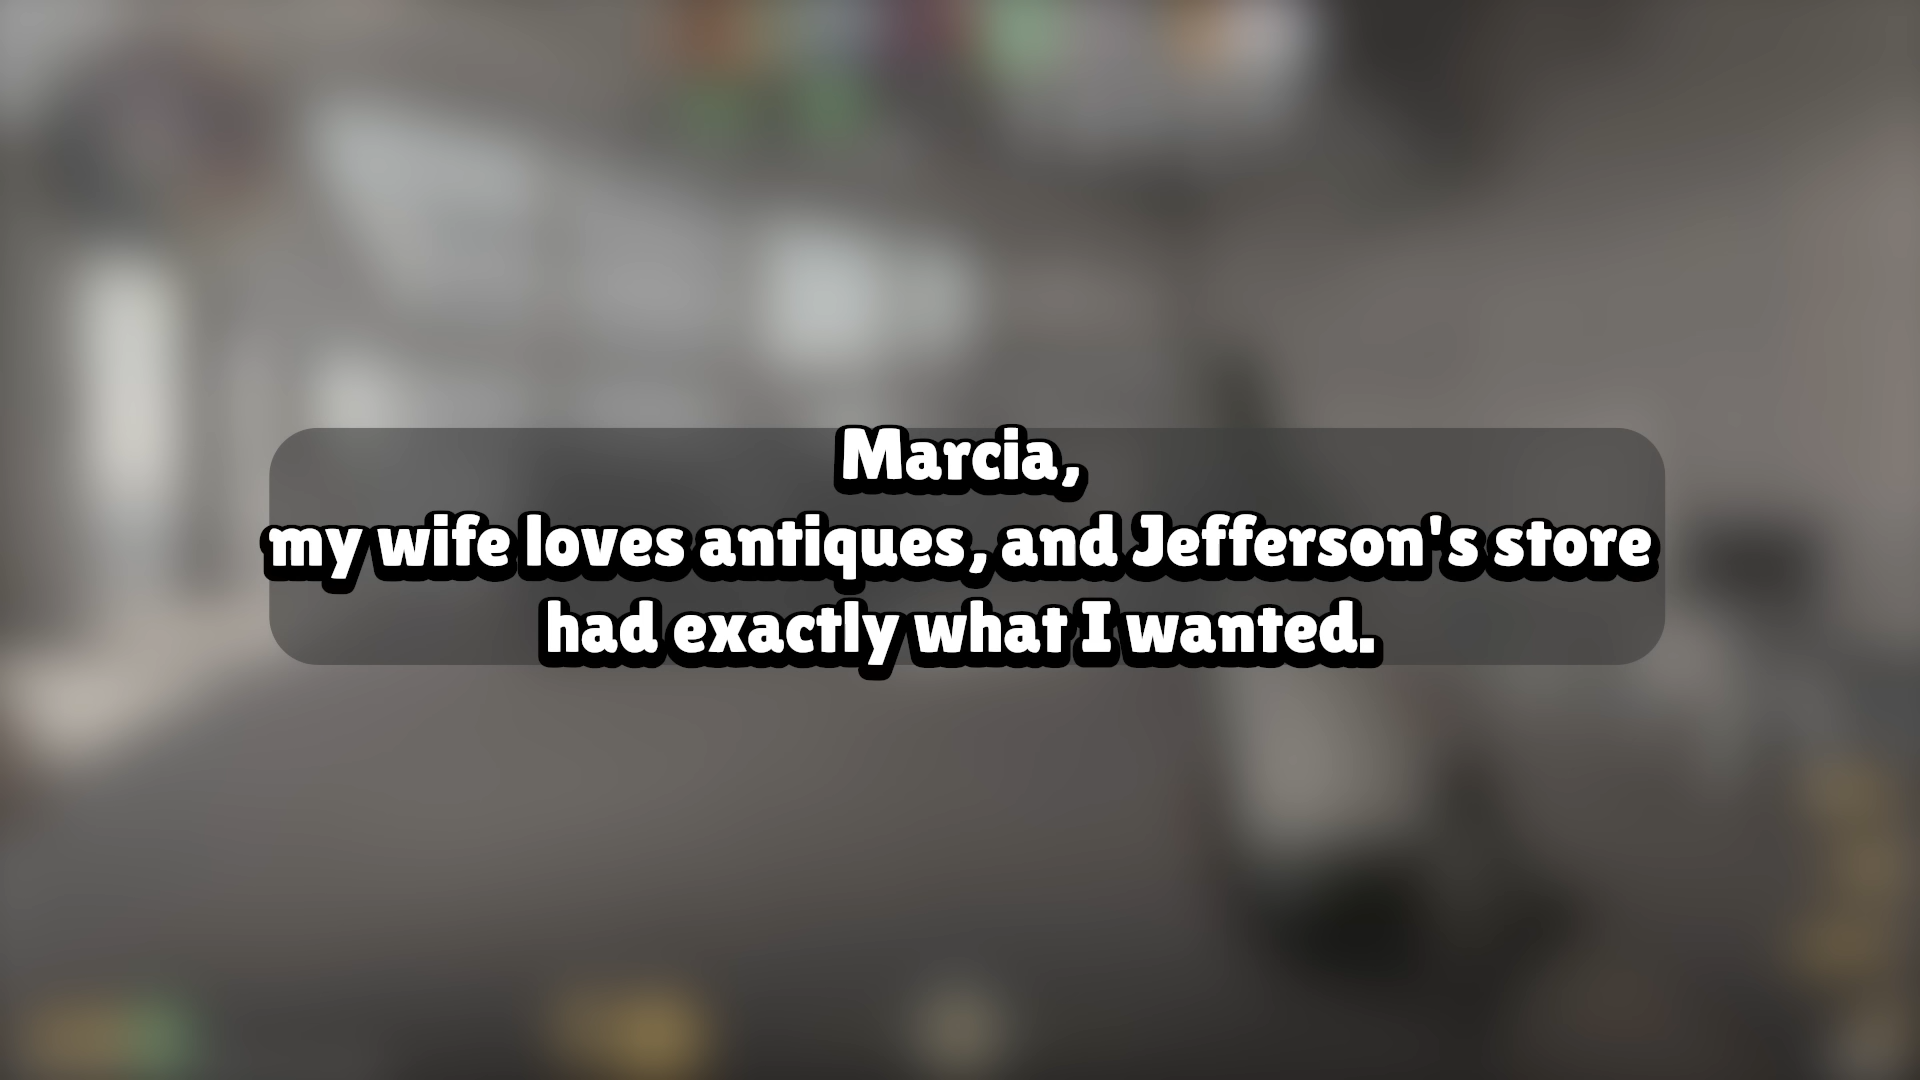 Marcia,
my wife loves antiques, and Jefferson's store
had exactly what I wanted.